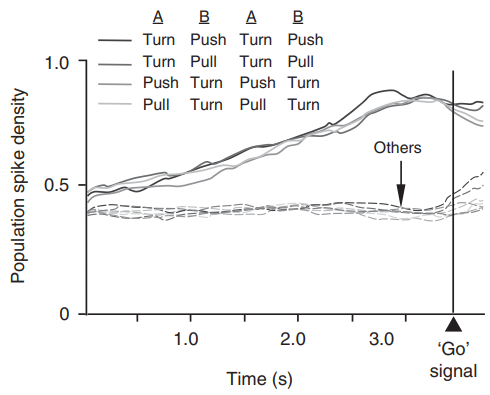 A B A B
Turn Push Turn Push
Turn Pull Turn Pull
Push Turn Push Turn
Pull Turn Pull Turn
1.0
Others
0.5
0
Population spike density
1.0 2.0 3.0
'Go'
signal
Time (s)